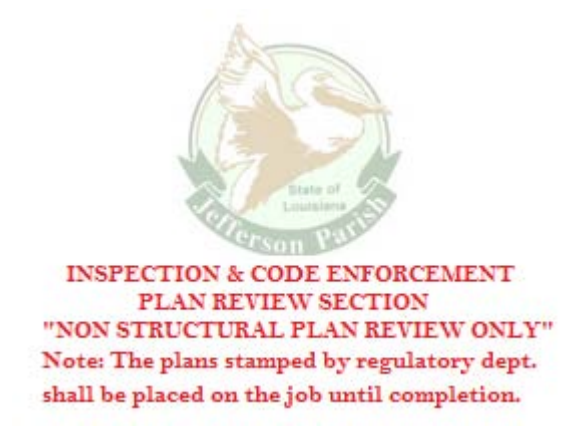 State of
Louisiana
Jefferson Parish
INSPECTION & CODE ENFORCEMENT
PLAN REVIEW SECTION
"NON STRUCTURAL PLAN REVIEW ONLY"
Note: The plans stamped by regulatory dept.
shall be placed on the job until completion.